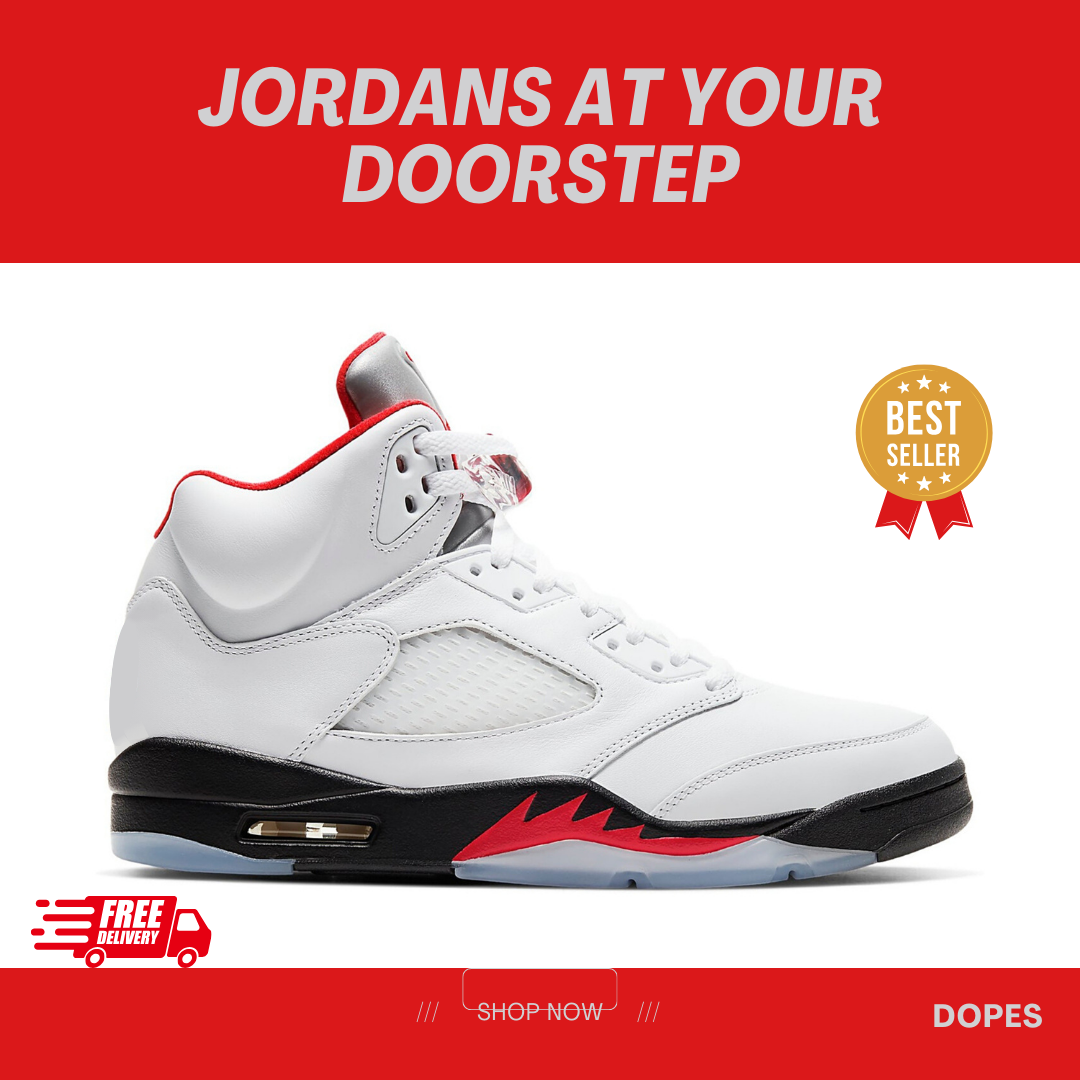 JORDANS AT YOUR
DOORSTEP
BEST
SELLER
FREE
DELIVERY
/// SHOP NOW ///
DOPES